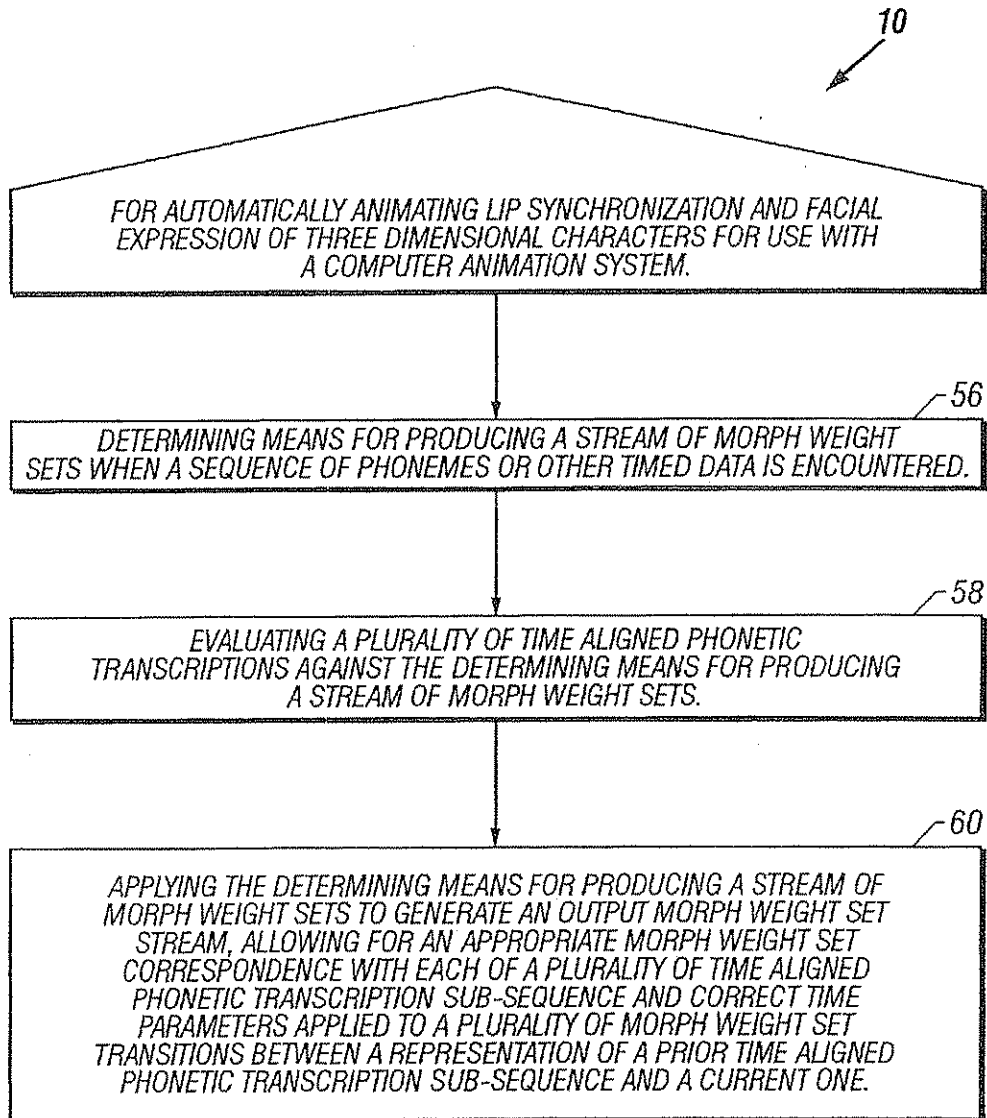 10
FOR AUTOMATICALLY ANIMATING LIP SYNCHRONIZATION AND FACIAL
EXPRESSION OF THREE DIMENSIONAL CHARACTERS FOR USE WITH
A COMPUTER ANIMATION SYSTEM.
56
DETERMINING MEANS FOR PRODUCING A STREAM OF MORPH WEIGHT
SETS WHEN A SEQUENCE OF PHONEMES OR OTHER TIMED DATA IS ENCOUNTERED.
58
EVALUATING A PLURALITY OF TIME ALIGNED PHONETIC
TRANSCRIPTIONS AGAINST THE DETERMINING MEANS FOR PRODUCING
A STREAM OF MORPH WEIGHT SETS.
60
APPLYING THE DETERMINING MEANS FOR PRODUCING A STREAM OF
MORPH WEIGHT SETS TO GENERATE AN OUTPUT MORPH WEIGHT SET
STREAM, ALLOWING FOR AN APPROPRIATE MORPH WEIGHT SET
CORRESPONDENCE WITH EACH OF A PLURALITY OF TIME ALIGNED
PHONETIC TRANSCRIPTION SUB-SEQUENCE AND CORRECT TIME
PARAMETERS APPLIED TO A PLURALITY OF MORPH WEIGHT SET
TRANSITIONS BETWEEN A REPRESENTATION OF A PRIOR TIME ALIGNED
PHONETIC TRANSCRIPTION SUB-SEQUENCE AND A CURRENT ONE.